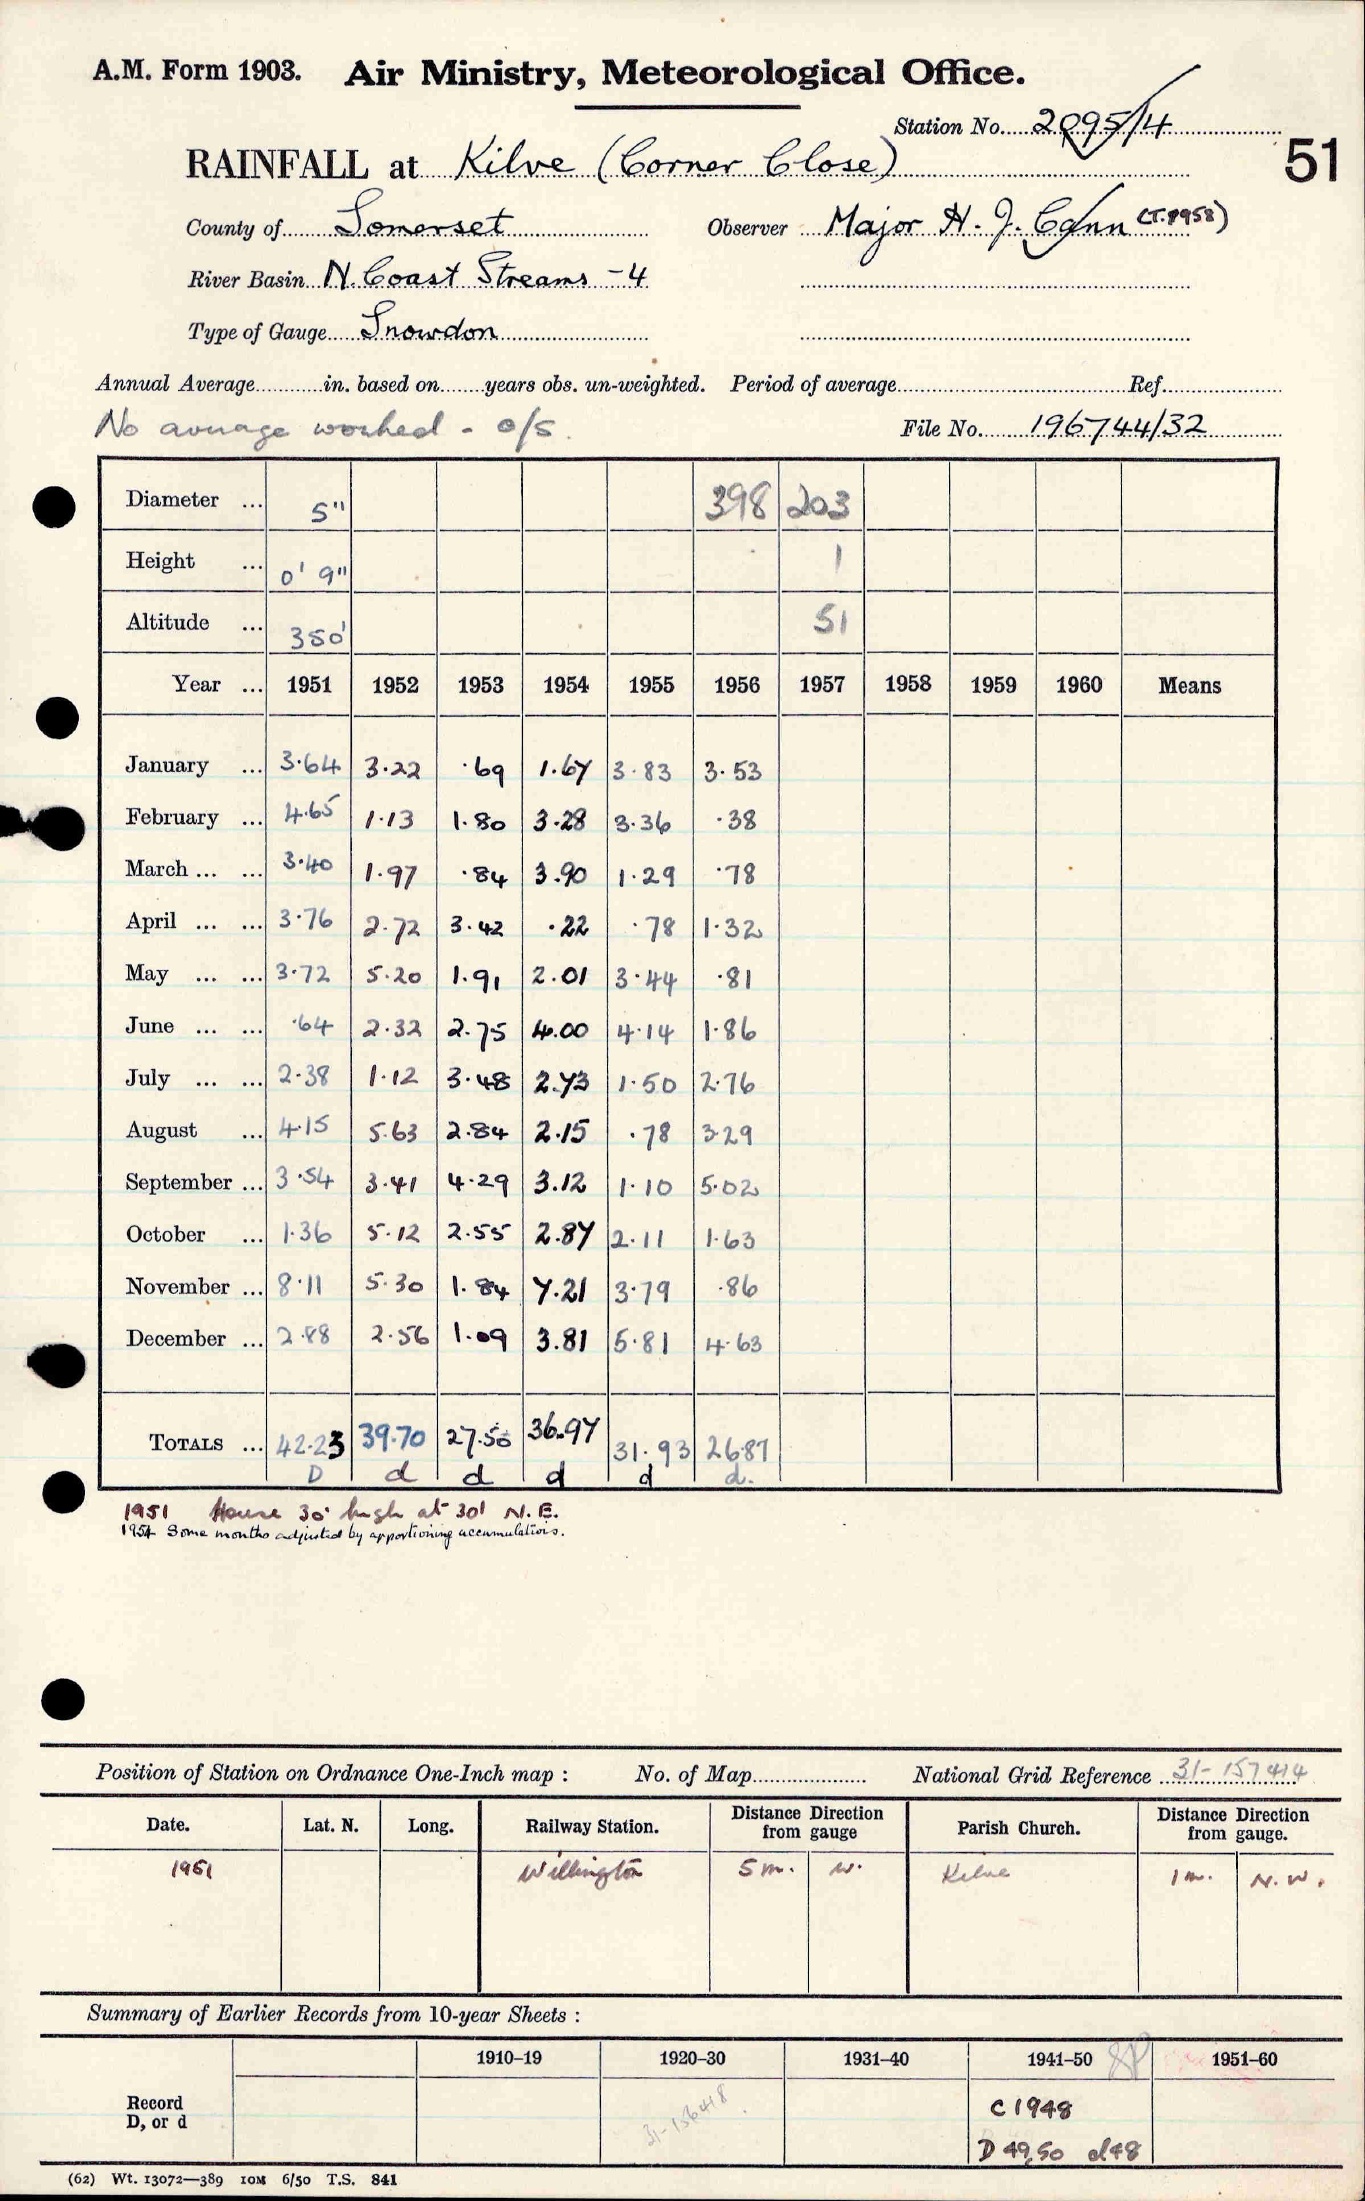 A.M. Form 1903. Air Ministry, Meteorological Office.
Station No. 2095/4
RAINFALL at Kilve (Corner Close)
51
County of Somerset Observer Major H. J. Cann (T.8958)
River Basin N. Coast Streams - 4
Type of Gauge Snowdon
Annual Average in. based on years obs. un-weighted. Period of average Ref.
No average worked - o/s. File No. 196744/32
Diameter ... 5" 398 203
Height ... 0' 9" 1
Altitude ... 350' 51
Year ... 1951 1952 1953 1954 1955 1956 1957 1958 1959 1960 Means
January ... 3.64 3.22 .69 1.67 3.83 3.53
February ... 4.65 1.13 1.80 3.28 3.36 .38
March ... ... 3.40 1.97 .84 3.90 1.29 .78
April ... ... 3.76 2.72 3.42 .22 .78 1.32
May ... ... 3.72 5.20 1.91 2.01 3.44 .81
June ... ... .64 2.32 2.75 4.00 4.14 1.86
July ... ... 2.38 1.12 3.48 2.73 1.50 2.76
August ... 4.15 5.63 2.84 2.15 .78 3.29
September ... 3.54 3.41 4.29 3.12 1.10 5.02
October ... 1.36 5.12 2.55 2.87 2.11 1.63
November ... 8.11 5.30 1.84 7.21 3.79 .86
December ... 2.88 2.56 1.09 3.81 5.81 4.63
TOTALS ... 42.23 39.70 27.50 36.97 31.93 26.87
D d d d d d.
1951 House 30' high at 30' N.E.
1954 Some months adjusted by apportioning accumulations.
Position of Station on Ordnance One-Inch map : No. of Map National Grid Reference 31-157414
Date. Lat. N. Long. Railway Station. Distance Direction from gauge Parish Church. Distance Direction from gauge.
1951 Willington 5 m. W. Kilve 1 m. N.W.
Summary of Earlier Records from 10-year Sheets :
1910–19 1920–30 1931–40 1941–50 1951–60
Record D, or d
31-156418
C 1948
D 49,50 d48
(62) Wt. 13072—389 10M 6/50 T.S. 841